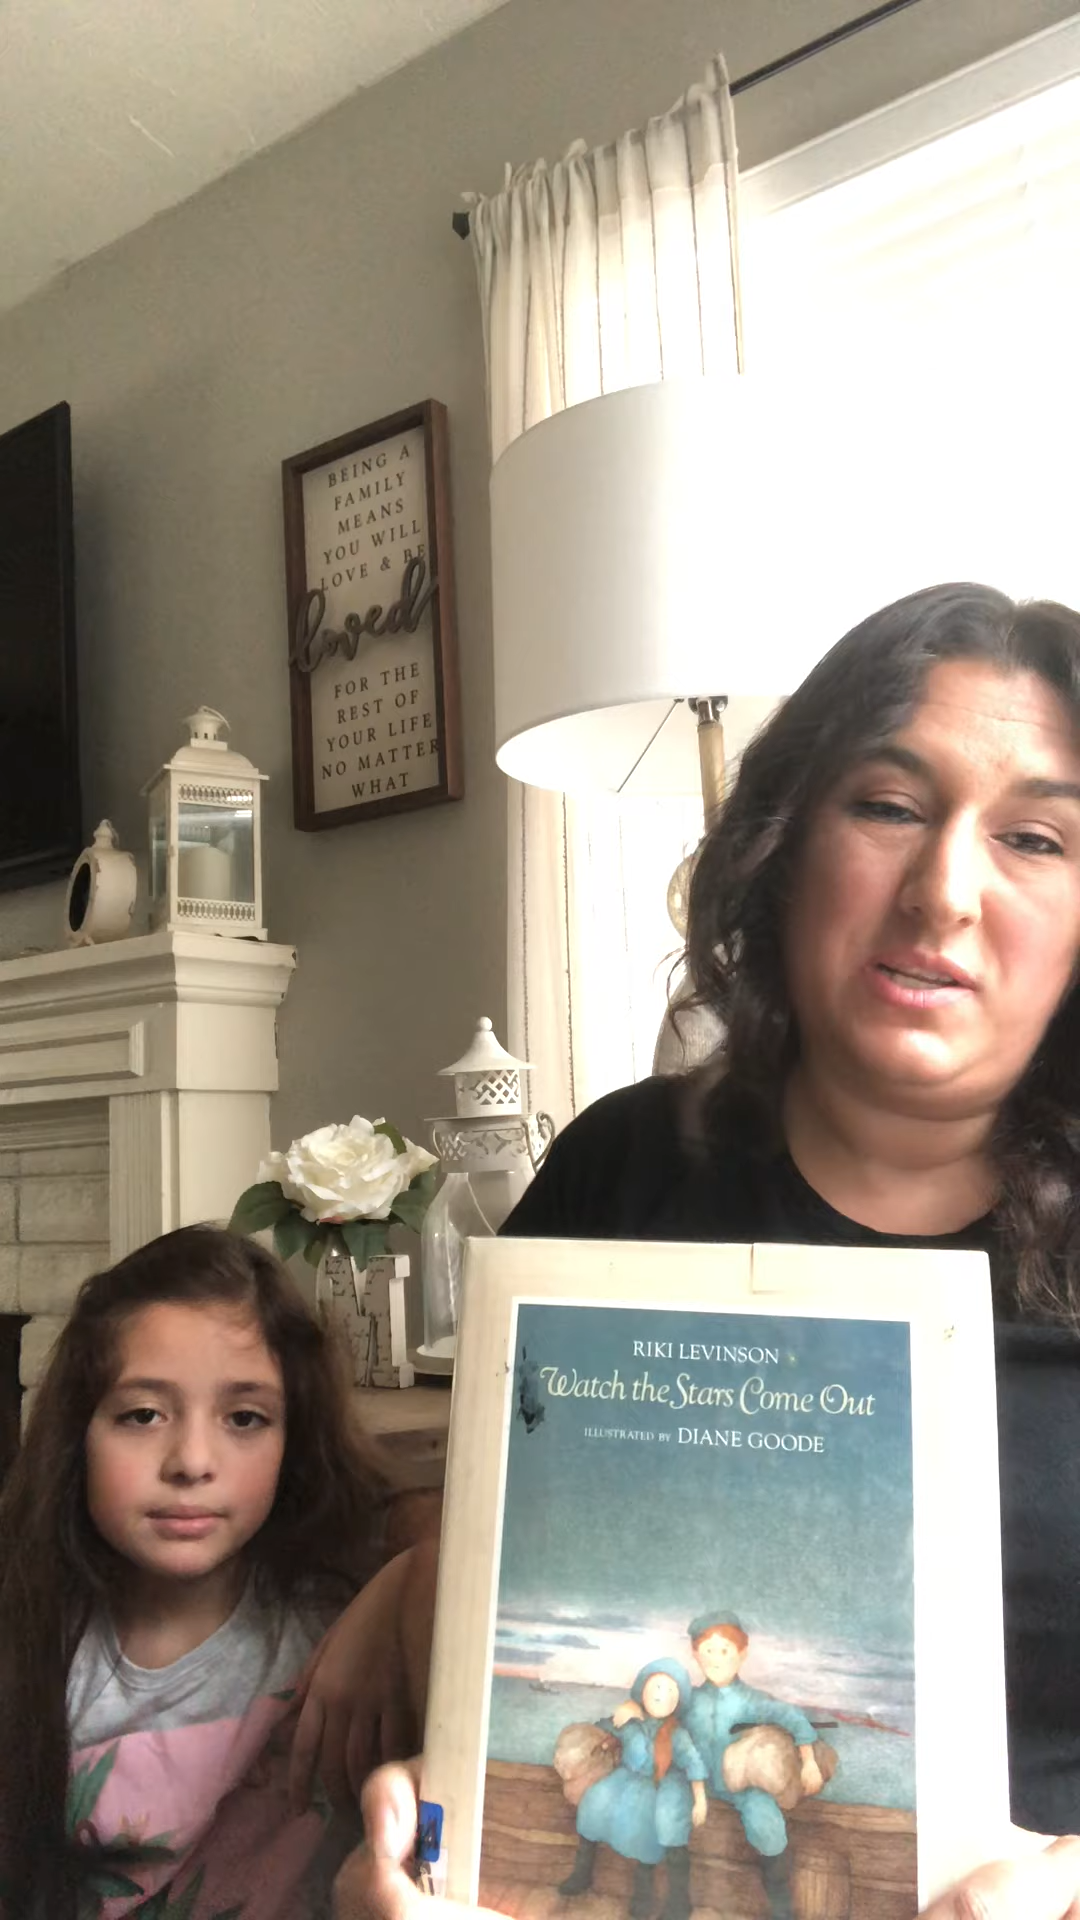 BEING A
FAMILY
MEANS
YOU WILL
LOVE & BE
loved
FOR THE
REST OF
YOUR LIFE
NO MATTER
WHAT
M
RIKI LEVINSON
Watch the Stars Come Out
ILLUSTRATED BY DIANE GOODE